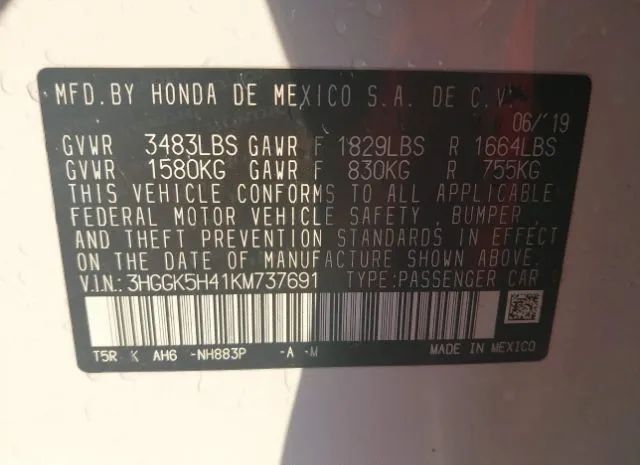 MFD.BY HONDA DE MEXICO S.A. DE C.V.
06/'19
GVWR 3483LBS GAWR F 1829LBS R 1664LBS
GVWR 1580KG GAWR F 830KG R 755KG
THIS VEHICLE CONFORMS TO ALL APPLICABLE
FEDERAL MOTOR VEHICLE SAFETY , BUMPER ,
AND THEFT PREVENTION STANDARDS IN EFFECT
ON THE DATE OF MANUFACTURE SHOWN ABOVE.
V.I.N.: 3HGGK5H41KM737691 TYPE:PASSENGER CAR
T5R K AH6 -NH883P -A -M MADE IN MEXICO